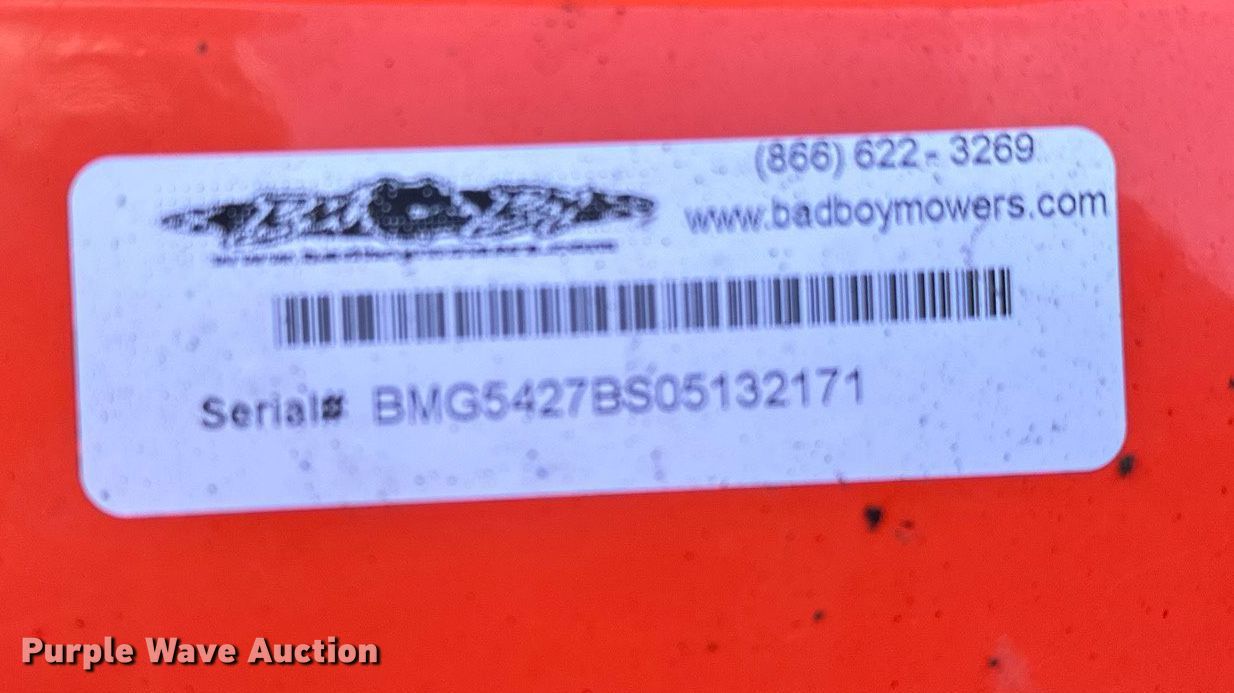 (866) 622-3269
www.badboymowers.com
Serial# BMG5427BS05132171
Purple Wave Auction